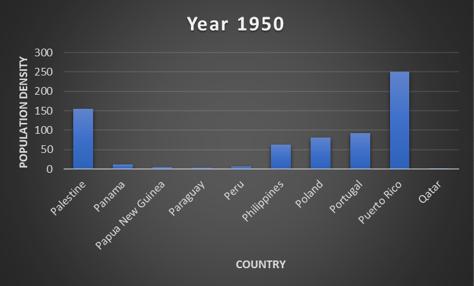 Year 1950
POPULATION DENSITY
300
250
200
150
100
50
0
Palestine
Panama
Papua New Guinea
Paraguay
Peru
Philippines
Poland
Portugal
Puerto Rico
Qatar
COUNTRY